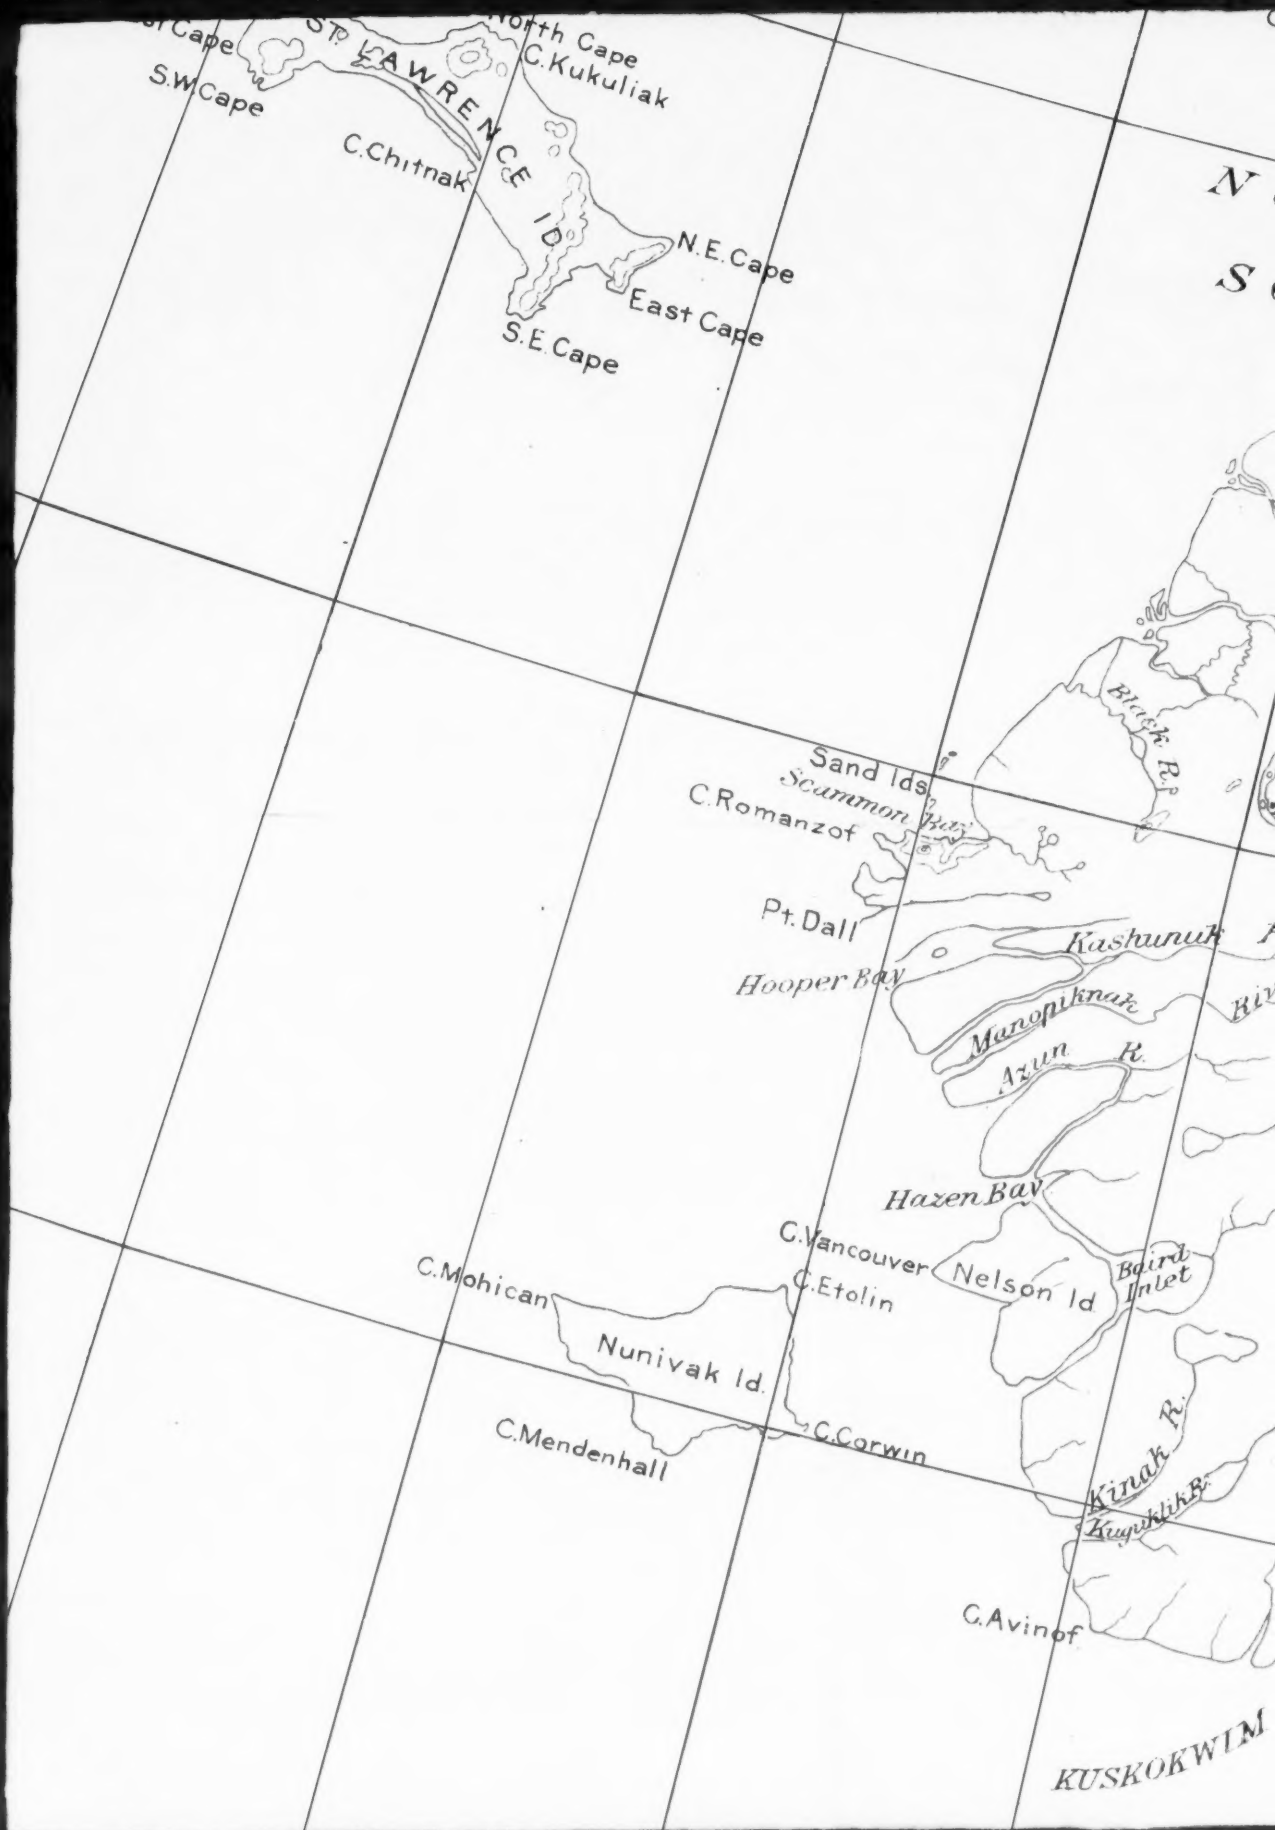 North Cape
Cape
ST. LAWRENCE ID
C.Kukuliak
S.W.Cape
C.Chitnak
N.E.Cape
East Cape
S.E.Cape
N
S
Black R.
Sand Ids
Scammon Bay
C.Romanzof
Pt.Dall
Kashunuk
Hooper Bay
Manopiknak
Riv
Azun R.
Hazen Bay
C.Vancouver
Nelson Id
Baird
Inlet
C.Mohican
C.Etolin
Nunivak Id.
C.Mendenhall
C.Corwin
Kinak R.
Kuguklik R.
C.Avinof
KUSKOKWIM